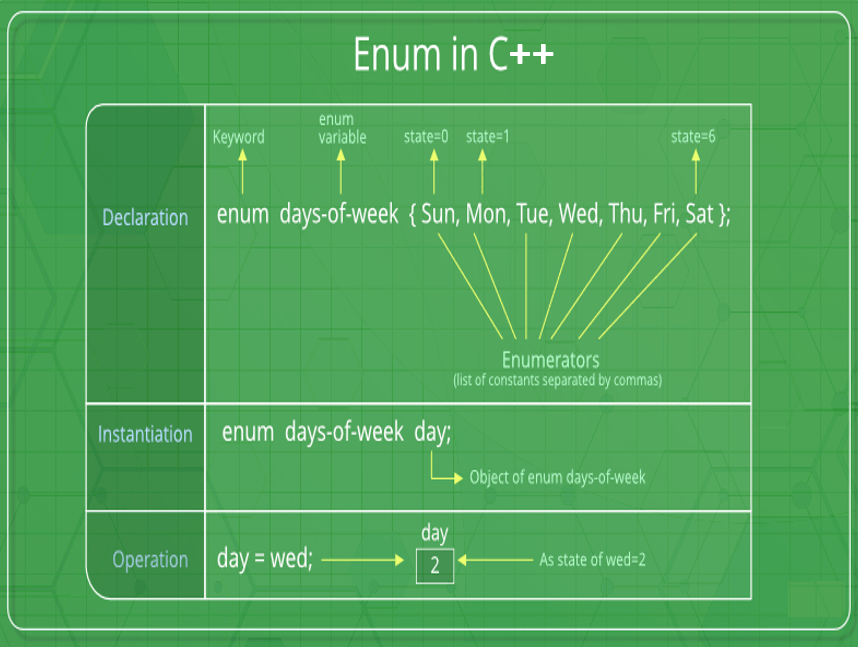 Enum in C++
enum
Keyword variable state=0 state=1 state=6
Declaration enum days-of-week { Sun, Mon, Tue, Wed, Thu, Fri, Sat };
Enumerators
(list of constants separated by commas)
Instantiation enum days-of-week day;
Object of enum days-of-week
day
Operation day = wed; 2 As state of wed=2